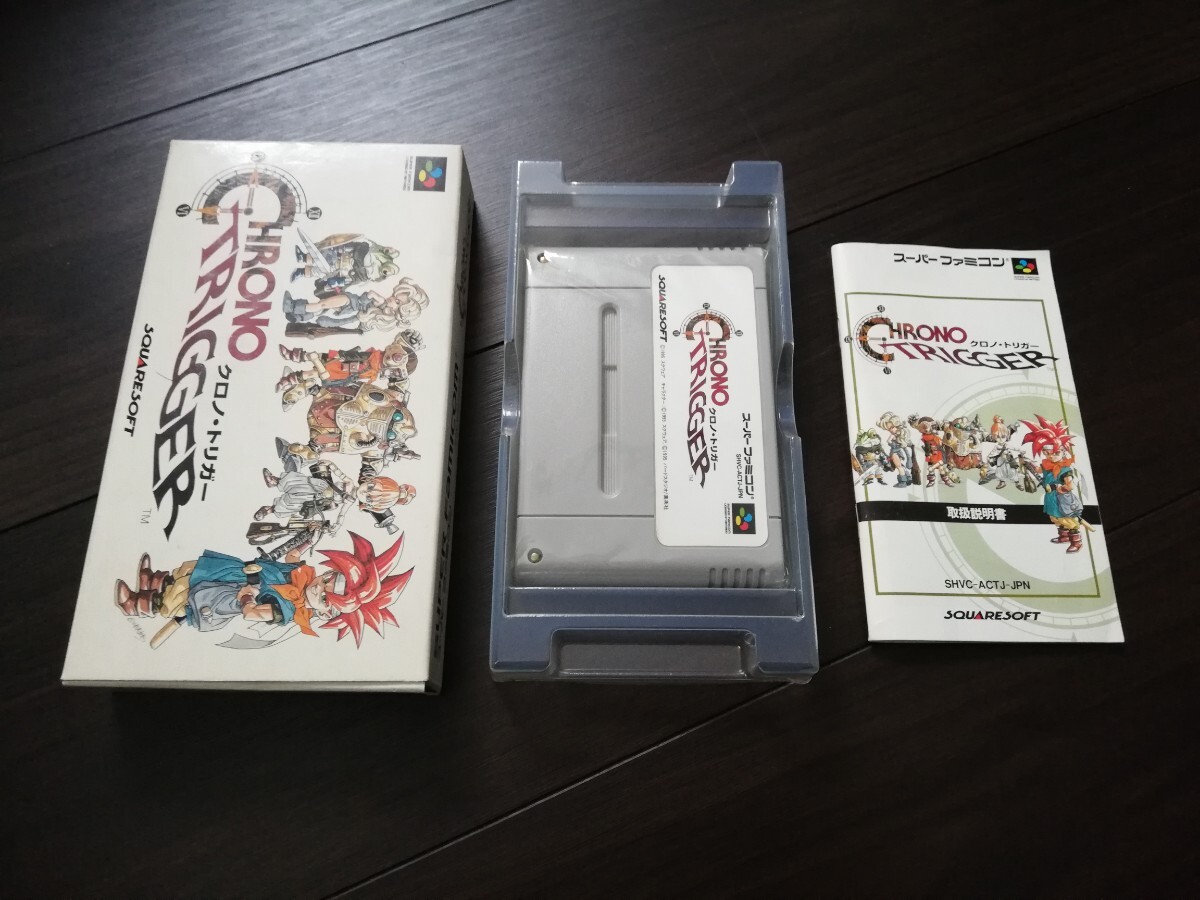 CHRONO
TRIGGER
クロノ・トリガー
TM
SQUARESOFT
SQUARESOFT
CHRONO
TRIGGER
クロノ・トリガー
TM
スーパーファミコン
SHVC-ACTJ-JPN
スーパーファミコン
CHRONO
クロノ・トリガー
TRIGGER
取扱説明書
SHVC-ACTJ-JPN
SQUARESOFT